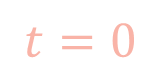 t = 0